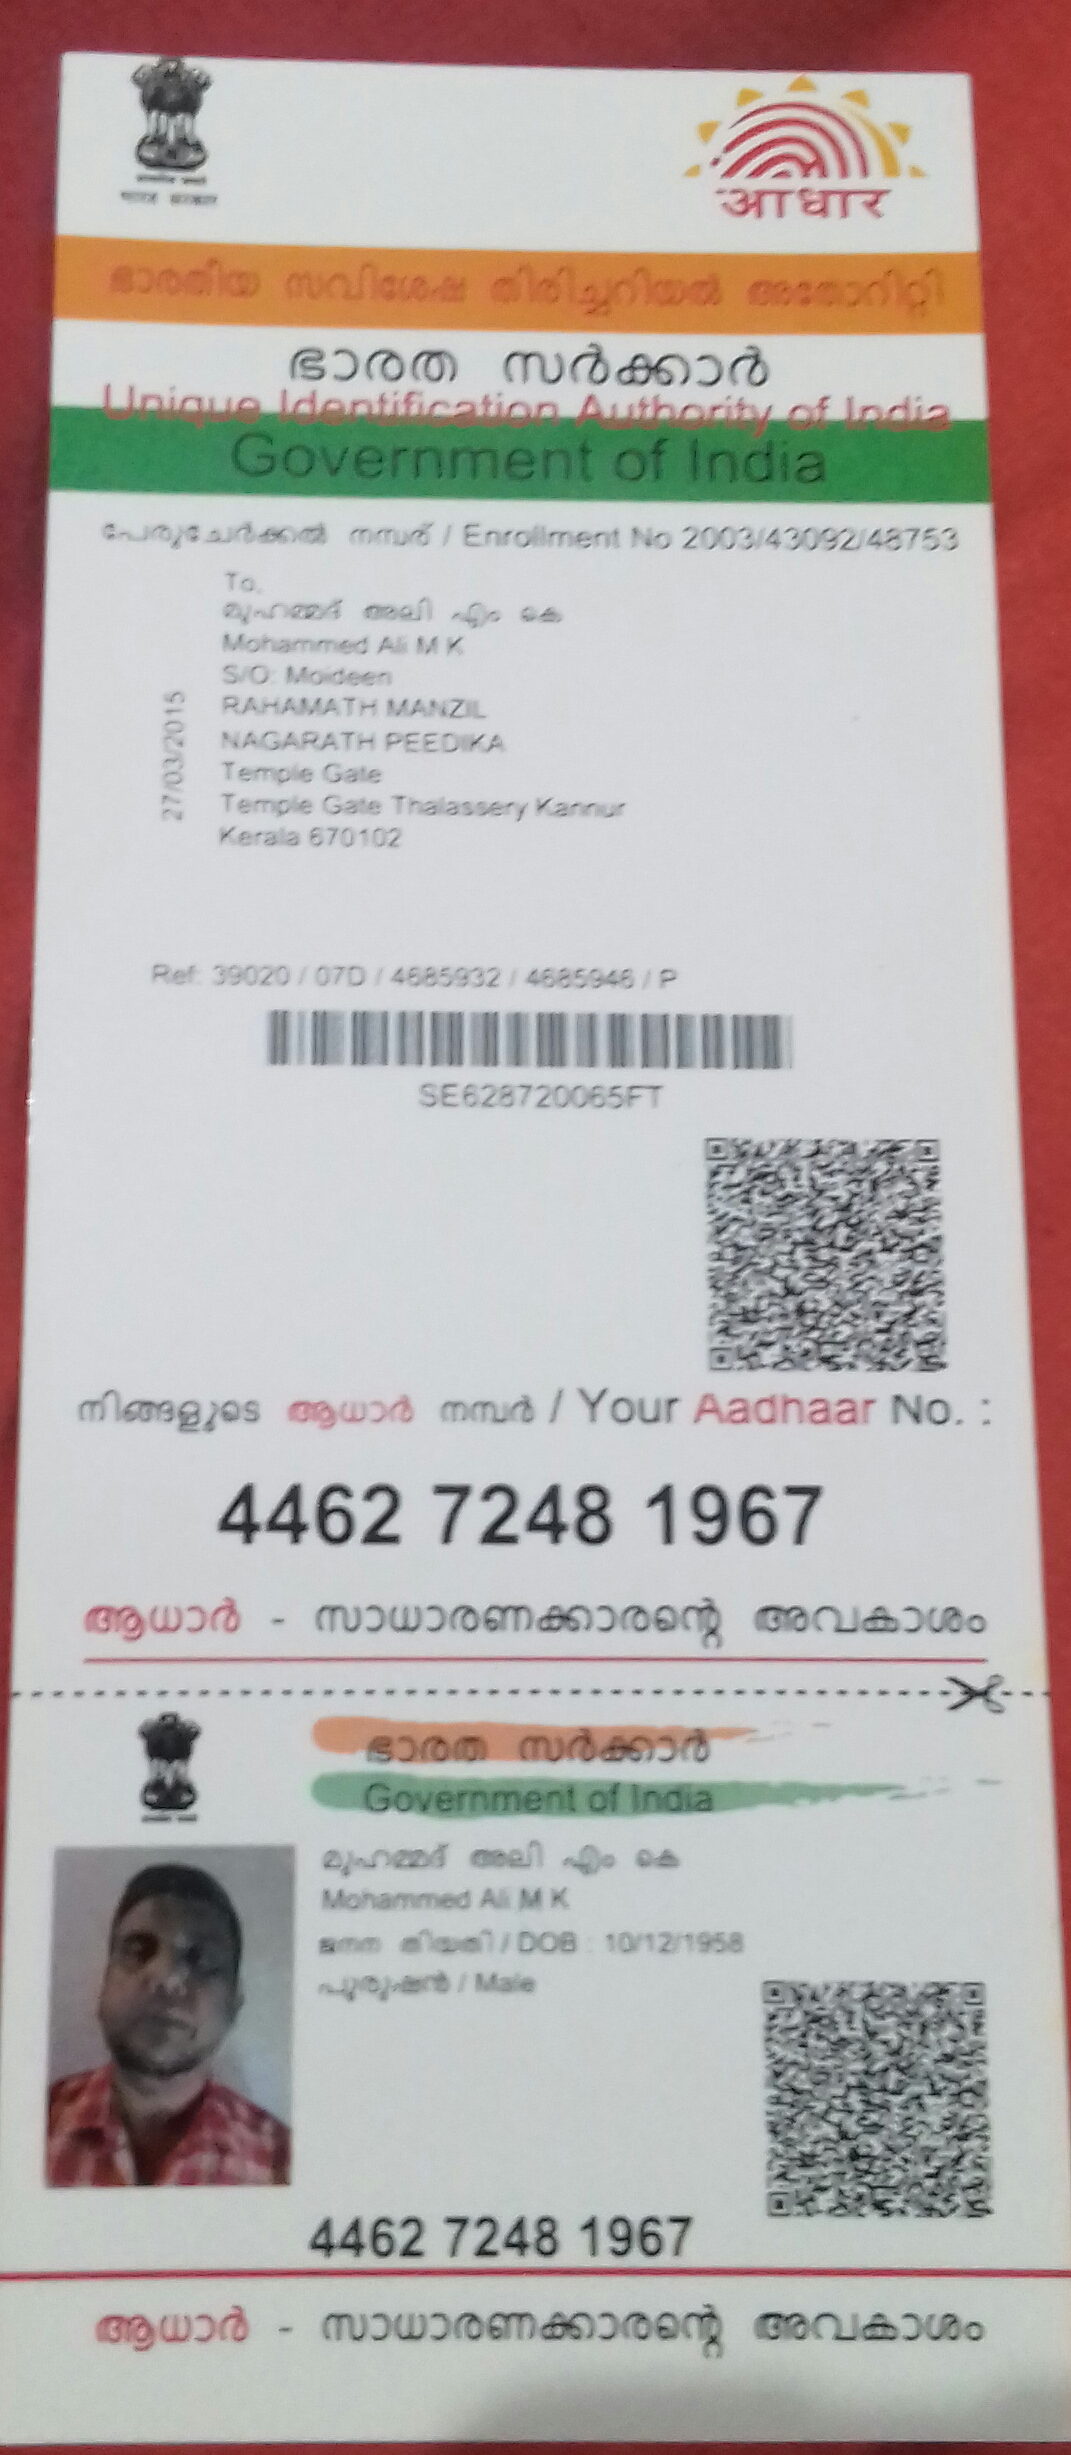 भारत सरकार
आधार
ഭാരതീയ സവിശേഷ തിരിച്ചറിയൽ അതോറിറ്റി
ഭാരത സർക്കാർ
Unique Identification Authority of India
Government of India
പേരുചേർക്കൽ നമ്പര് / Enrollment No 2003/43092/48753
To,
മുഹമ്മദ് അലി എം കെ
Mohammed Ali M K
S/O: Moideen
RAHAMATH MANZIL
NAGARATH PEEDIKA
Temple Gate
Temple Gate Thalassery Kannur
Kerala 670102
27/03/2015
Ref: 39020 / 07D / 4685932 / 4685946 / P
SE628720065FT
നിങ്ങളുടെ ആധാർ നമ്പർ / Your Aadhaar No. :
4462 7248 1967
ആധാർ - സാധാരണക്കാരന്റെ അവകാശം
ഭാരത സർക്കാർ
Government of India
മുഹമ്മദ് അലി എം കെ
Mohammed Ali M K
ജനന തിയതി / DOB : 10/12/1958
പുരുഷൻ / Male
4462 7248 1967
ആധാർ - സാധാരണക്കാരന്റെ അവകാശം